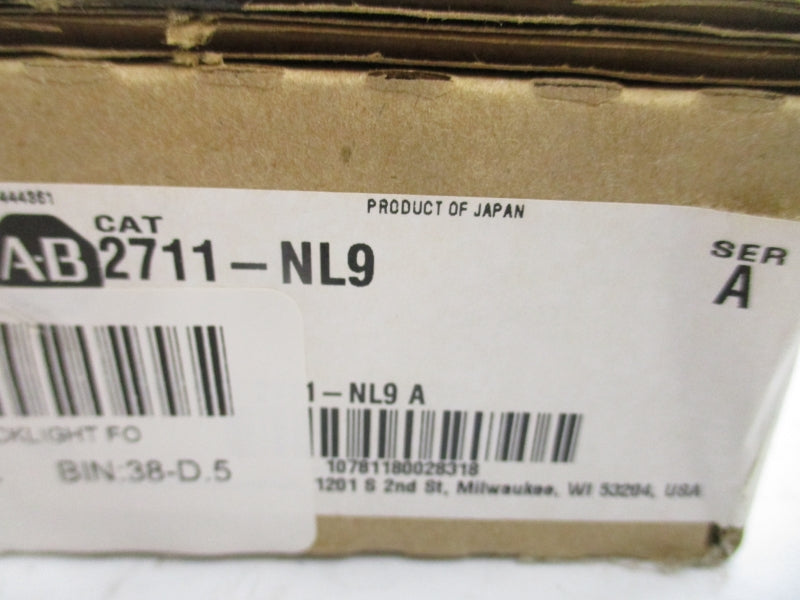 444361
PRODUCT OF JAPAN
CAT
A-B 2711-NL9
SER
A
1-NL9 A
CKLIGHT FO
BIN:38-D.5
10781180028318
1201 S 2nd St, Milwaukee, WI 53204, USA